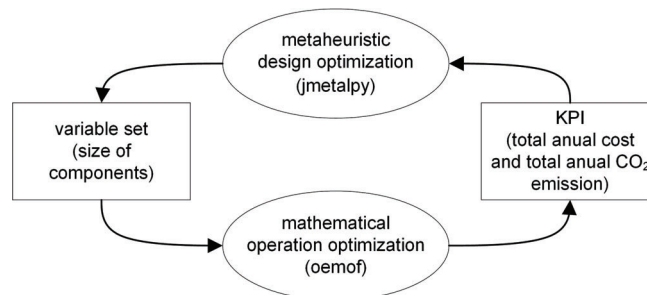 metaheuristic
design optimization
(jmetalpy)
variable set
(size of
components)
KPI
(total anual cost
and total anual CO₂
emission)
mathematical
operation optimization
(oemof)